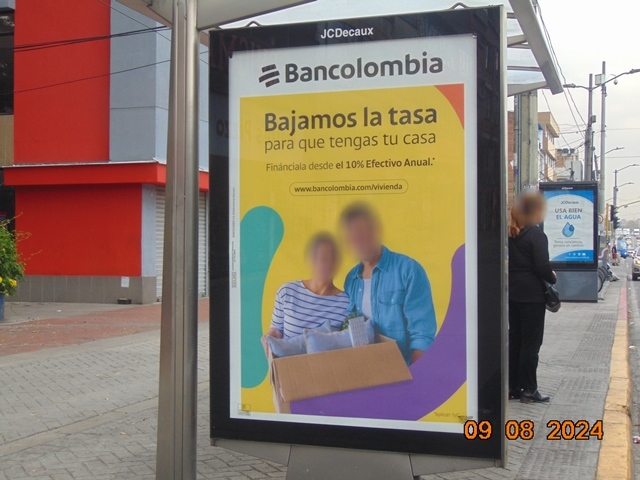 JCDecaux
Bancolombia
Bajamos la tasa
para que tengas tu casa
Fináncialo desde el 10% Efectivo Anual.*
www.bancolombia.com/vivienda
JCDecaux
USA BIEN
EL AGUA
09 08 2024